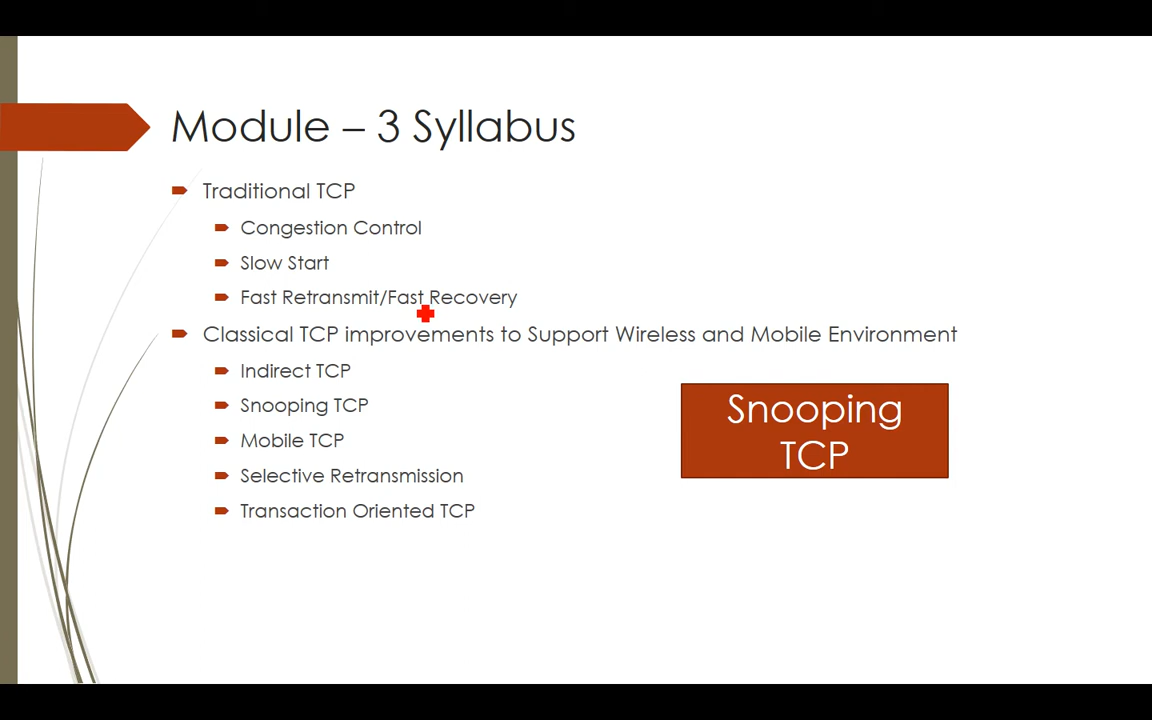 Module – 3 Syllabus
Traditional TCP
Congestion Control
Slow Start
Fast Retransmit/Fast Recovery
Classical TCP improvements to Support Wireless and Mobile Environment
Indirect TCP
Snooping TCP
Mobile TCP
Selective Retransmission
Transaction Oriented TCP
Snooping
TCP